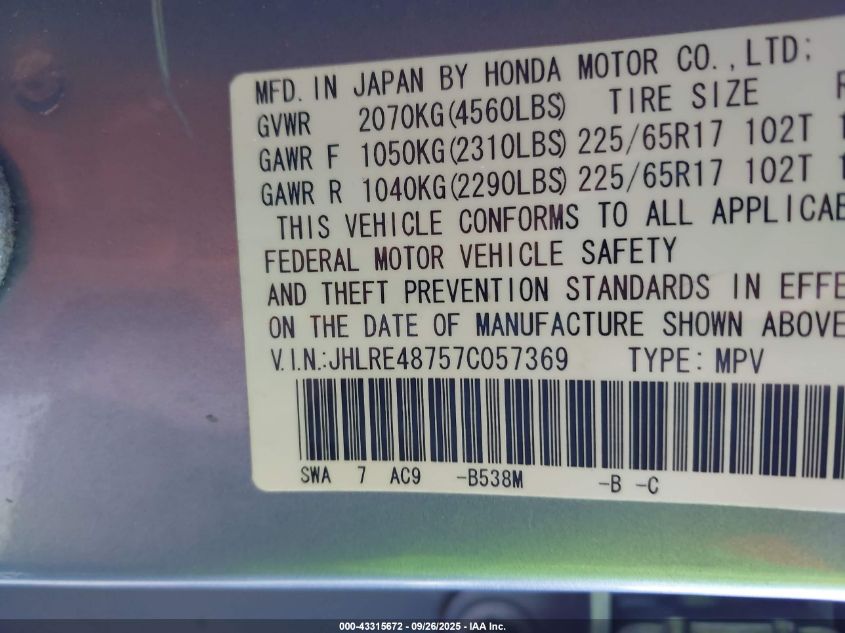 MFD. IN JAPAN BY HONDA MOTOR CO., LTD;
GVWR 2070KG(4560LBS) TIRE SIZE
GAWR F 1050KG(2310LBS) 225/65R17 102T
GAWR R 1040KG(2290LBS) 225/65R17 102T
THIS VEHICLE CONFORMS TO ALL
FEDERAL MOTOR VEHICLE SAFETY
AND THEFT PREVENTION STANDARDS IN
ON THE DATE OF MANUFACTURE SHOWN ABOVE
V.I.N.:JHLRE48757C057369 TYPE: MPV
SWA 7 AC9 -B538M -B -C
000-43315672 - 09/26/2025 - IAA Inc.